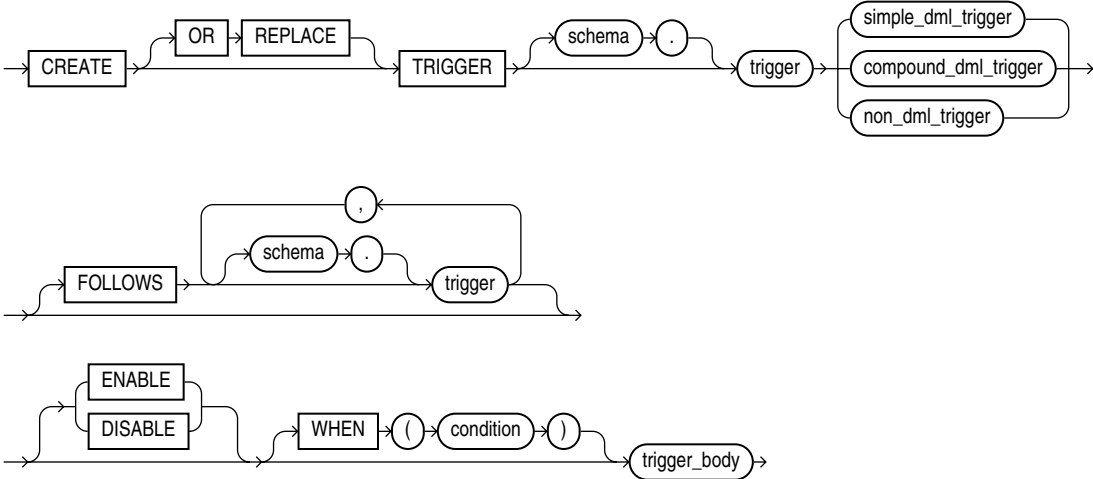 OR REPLACE schema . simple_dml_trigger
CREATE TRIGGER trigger compound_dml_trigger
non_dml_trigger
,
schema .
FOLLOWS trigger
ENABLE
DISABLE WHEN ( condition )
trigger_body